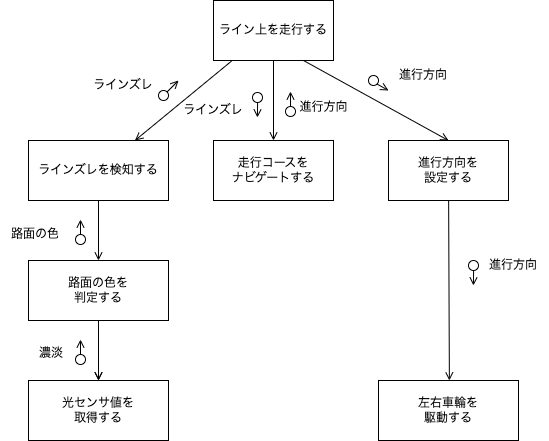 ライン上を走行する
ラインズレ
ラインズレ
進行方向
進行方向
ラインズレを検知する
走行コースを
ナビゲートする
進行方向を
設定する
路面の色
進行方向
路面の色を
判定する
濃淡
光センサ値を
取得する
左右車輪を
駆動する